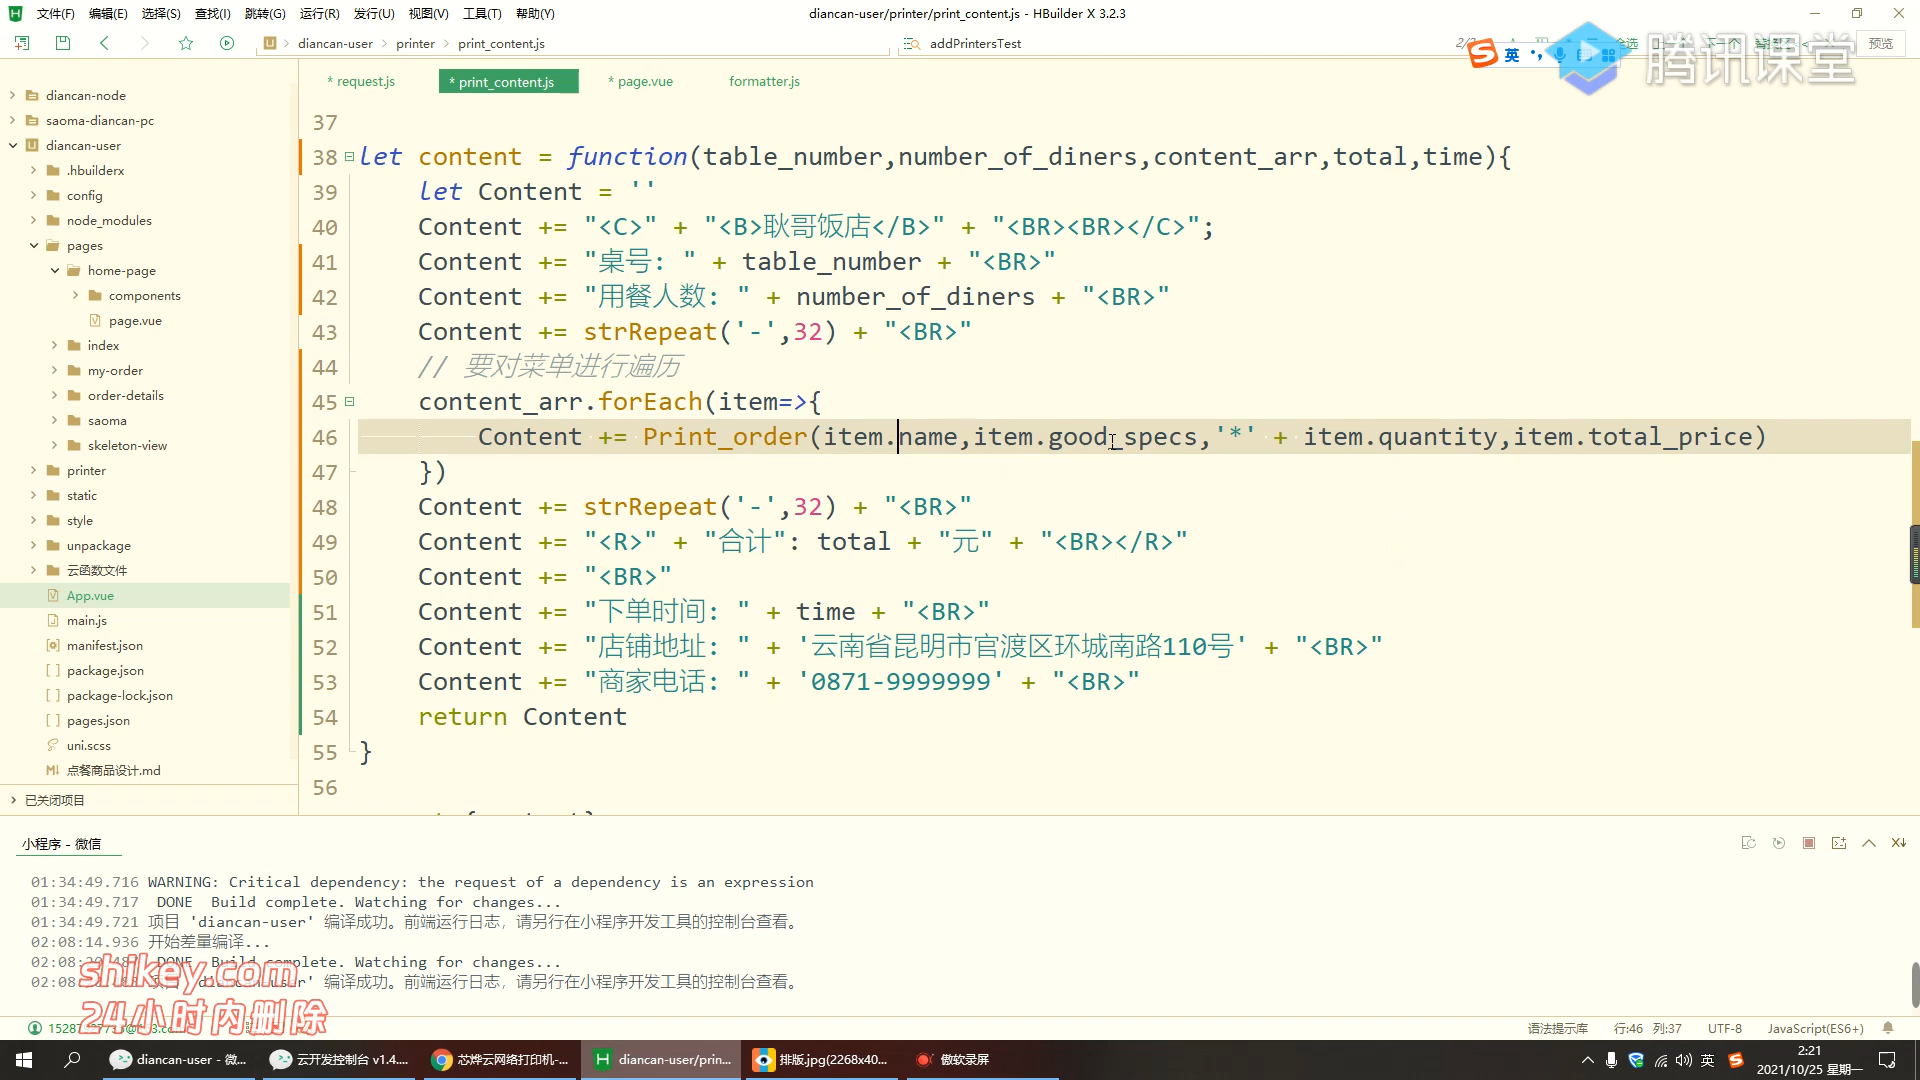 文件(F) 编辑(E) 选择(S) 查找(I) 跳转(G) 运行(R) 发行(U) 视图(V) 工具(T) 帮助(Y)
diancan-user/printer/print_content.js - HBuilder X 3.2.3
diancan-user printer print_content.js
addPrintersTest
预览
英
腾讯课堂
* request.js * print_content.js * page.vue formatter.js
diancan-node
saoma-diancan-pc
diancan-user
.hbuilderx
config
node_modules
pages
home-page
components
page.vue
index
my-order
order-details
saoma
skeleton-view
printer
static
style
unpackage
云函数文件
App.vue
main.js
manifest.json
package.json
package-lock.json
pages.json
uni.scss
点餐商品设计.md
已关闭项目
37
38 let content = function(table_number,number_of_diners,content_arr,total,time){
39 let Content = ''
40 Content += "<C>" + "<B>耿哥饭店</B>" + "<BR><BR></C>";
41 Content += "桌号: " + table_number + "<BR>"
42 Content += "用餐人数: " + number_of_diners + "<BR>"
43 Content += strRepeat('-',32) + "<BR>"
44 // 要对菜单进行遍历
45 content_arr.forEach(item=>{
46 Content += Print_order(item.name,item.good_specs,'*' + item.quantity,item.total_price)
47 })
48 Content += strRepeat('-',32) + "<BR>"
49 Content += "<R>" + "合计": total + "元" + "<BR></R>"
50 Content += "<BR>"
51 Content += "下单时间: " + time + "<BR>"
52 Content += "店铺地址: " + '云南省昆明市官渡区环城南路110号' + "<BR>"
53 Content += "商家电话: " + '0871-9999999' + "<BR>"
54 return Content
55 }
56
小程序 - 微信
01:34:49.716 WARNING: Critical dependency: the request of a dependency is an expression
01:34:49.717 DONE Build complete. Watching for changes...
01:34:49.721 项目 'diancan-user' 编译成功。前端运行日志，请另行在小程序开发工具的控制台查看。
02:08:14.936 开始差量编译...
DONE Build complete. Watching for changes...
'diancan-user' 编译成功。前端运行日志，请另行在小程序开发工具的控制台查看。
shikey.com
24小时内删除
语法提示库 行:46 列:37 UTF-8 JavaScript(ES6+)
diancan-user - 微... 云开发控制台 v1.4.... 芯烨云网络打印机-... diancan-user/prin... 排版.jpg(2268x40... 傲软录屏
英
2:21
2021/10/25 星期一